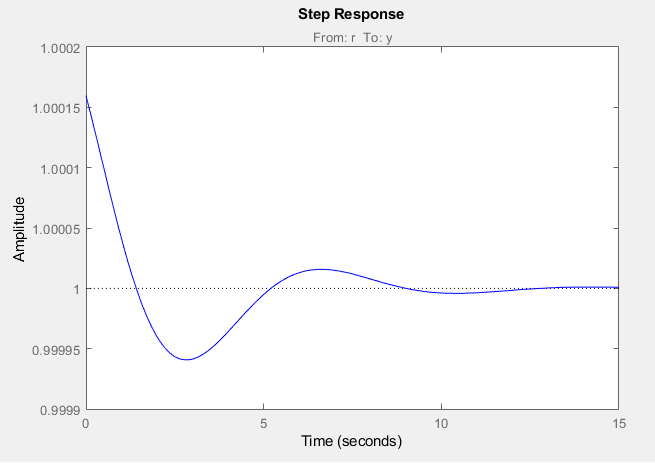 Step Response
From: r To: y
1.0002
1.00015
1.0001
1.00005
1
0.99995
0.9999
Amplitude
0 5 10 15
Time (seconds)